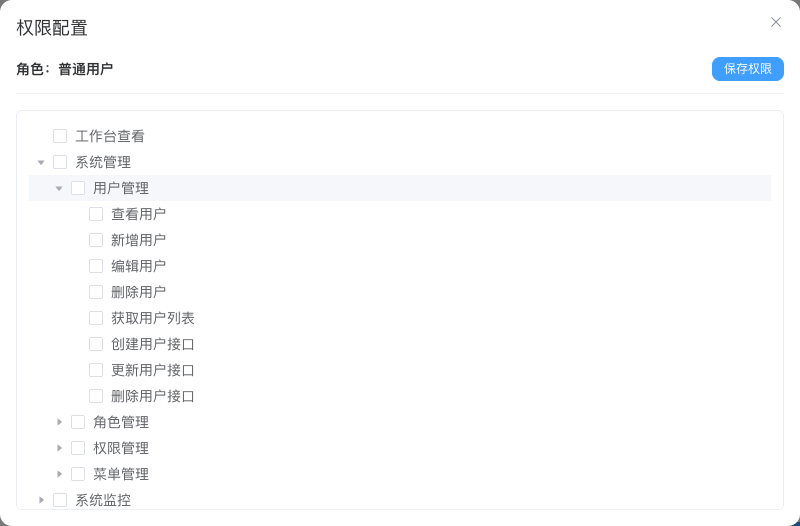 权限配置
角色：普通用户
保存权限
工作台查看
系统管理
用户管理
查看用户
新增用户
编辑用户
删除用户
获取用户列表
创建用户接口
更新用户接口
删除用户接口
角色管理
权限管理
菜单管理
系统监控